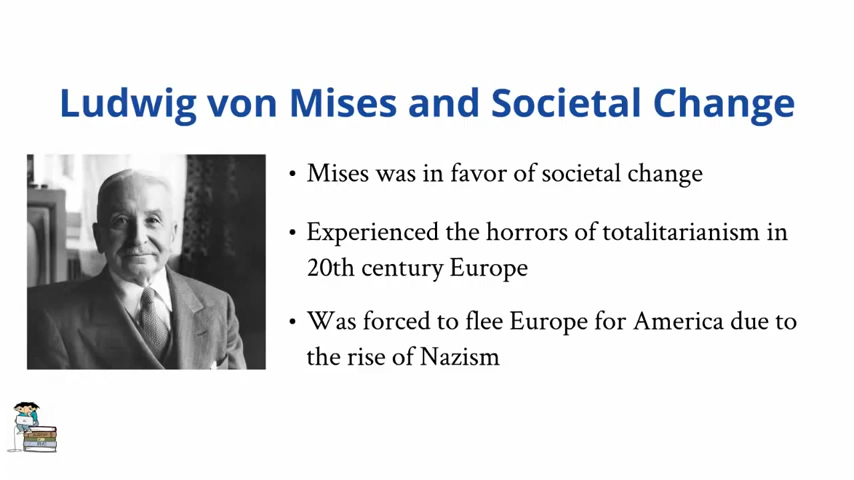 Ludwig von Mises and Societal Change
• Mises was in favor of societal change
• Experienced the horrors of totalitarianism in
20th century Europe
• Was forced to flee Europe for America due to
the rise of Nazism